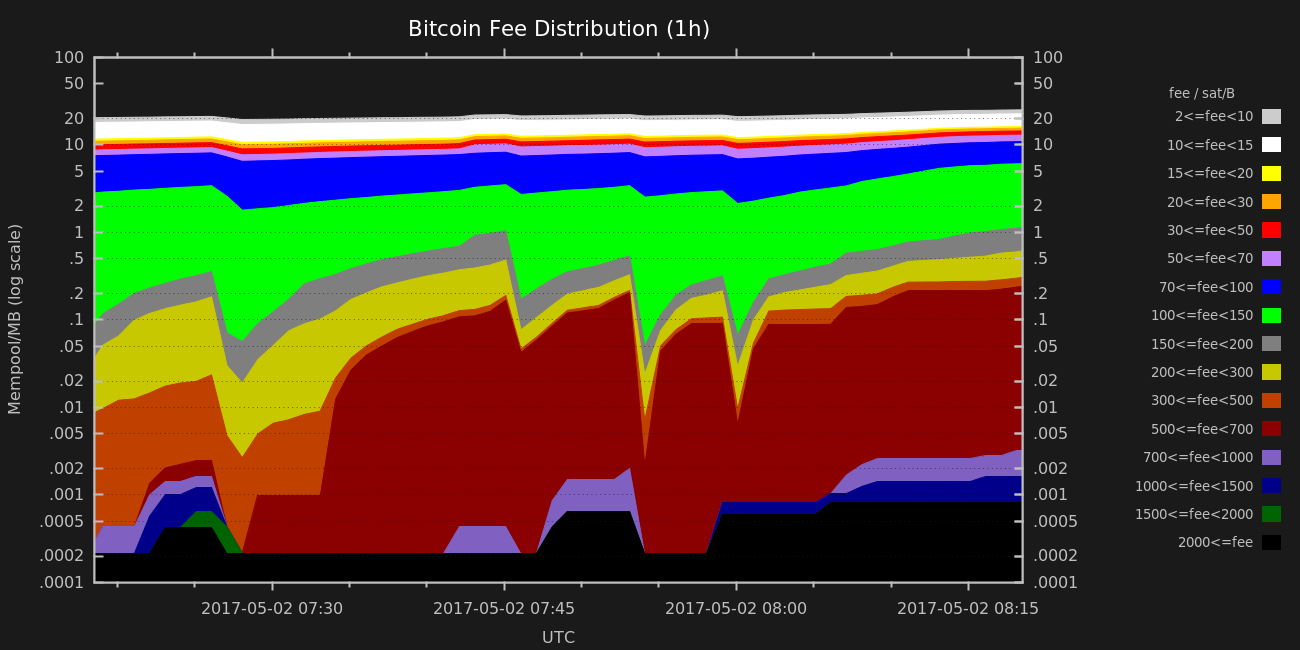 Bitcoin Fee Distribution (1h)
100 100
50 50
20 20
10 10
5 5
2 2
1 1
.5 .5
.2 .2
.1 .1
.05 .05
.02 .02
.01 .01
.005 .005
.002 .002
.001 .001
.0005 .0005
.0002 .0002
.0001 .0001
Mempool/MB (log scale)
2017-05-02 07:30 2017-05-02 07:45 2017-05-02 08:00 2017-05-02 08:15
UTC
fee / sat/B
2<=fee<10
10<=fee<15
15<=fee<20
20<=fee<30
30<=fee<50
50<=fee<70
70<=fee<100
100<=fee<150
150<=fee<200
200<=fee<300
300<=fee<500
500<=fee<700
700<=fee<1000
1000<=fee<1500
1500<=fee<2000
2000<=fee